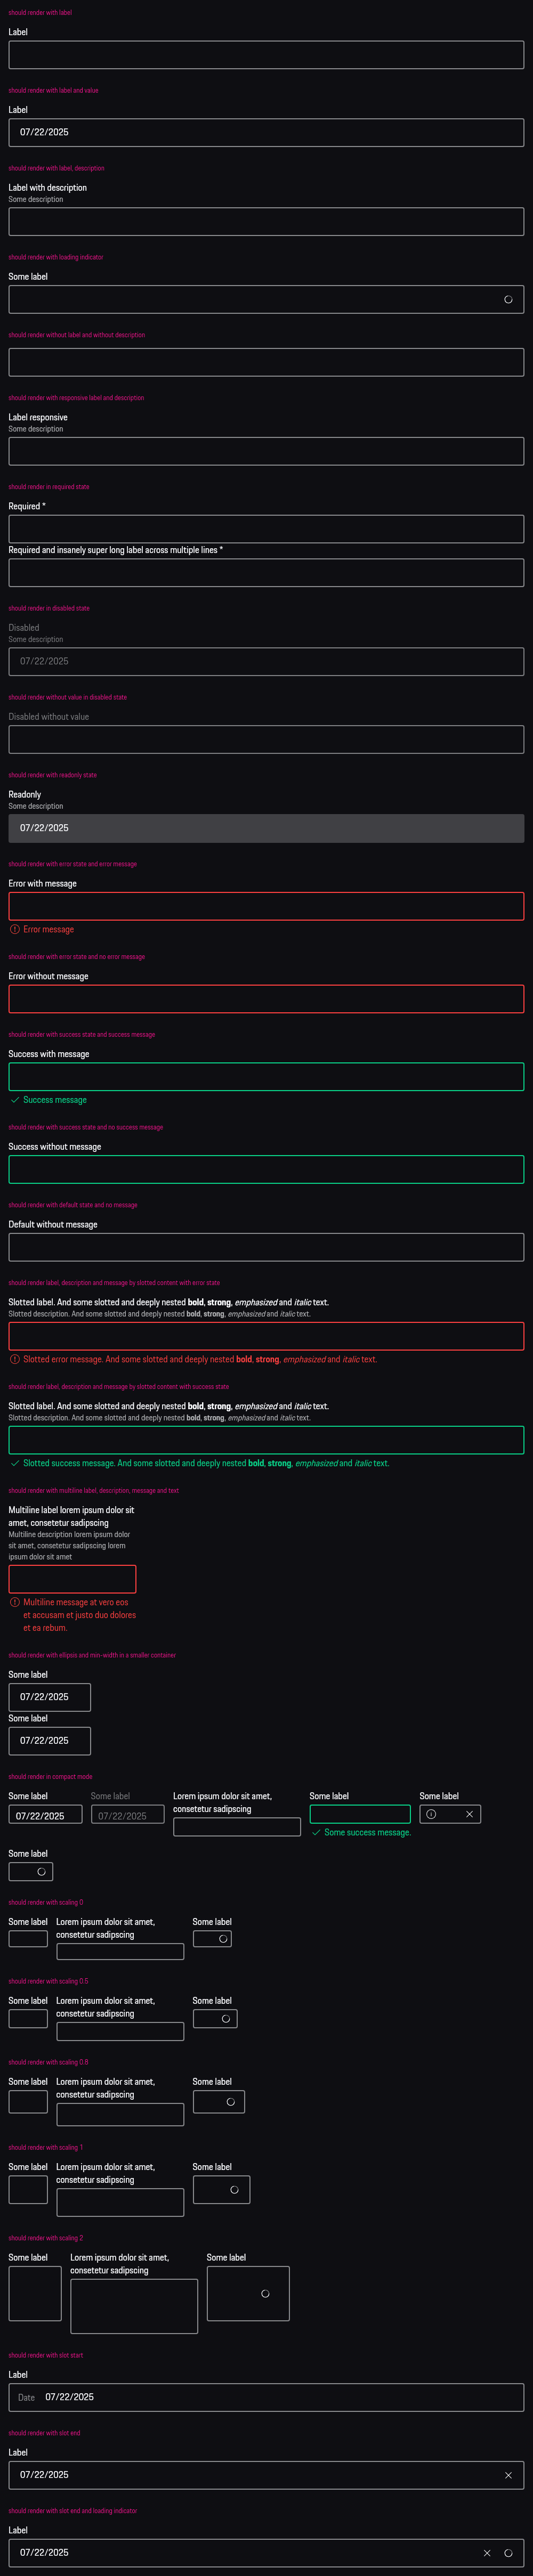 should render with label
Label
should render with label and value
Label
07/22/2025
should render with label, description
Label with description
Some description
should render with loading indicator
Some label
should render without label and without description
should render with responsive label and description
Label responsive
Some description
should render in required state
Required *
Required and insanely super long label across multiple lines *
should render in disabled state
Disabled
Some description
07/22/2025
should render without value in disabled state
Disabled without value
should render with readonly state
Readonly
Some description
07/22/2025
should render with error state and error message
Error with message
Error message
should render with error state and no error message
Error without message
should render with success state and success message
Success with message
Success message
should render with success state and no success message
Success without message
should render with default state and no message
Default without message
should render label, description and message by slotted content with error state
Slotted label. And some slotted and deeply nested bold, strong, emphasized and italic text.
Slotted description. And some slotted and deeply nested bold, strong, emphasized and italic text.
Slotted error message. And some slotted and deeply nested bold, strong, emphasized and italic text.
should render label, description and message by slotted content with success state
Slotted label. And some slotted and deeply nested bold, strong, emphasized and italic text.
Slotted description. And some slotted and deeply nested bold, strong, emphasized and italic text.
Slotted success message. And some slotted and deeply nested bold, strong, emphasized and italic text.
should render with multiline label, description, message and text
Multiline label lorem ipsum dolor sit
amet, consetetur sadipscing
Multiline description lorem ipsum dolor
sit amet, consetetur sadipscing lorem
ipsum dolor sit amet
Multiline message at vero eos
et accusam et justo duo dolores
et ea rebum.
should render with ellipsis and min-width in a smaller container
Some label
07/22/2025
Some label
07/22/2025
should render in compact mode
Some label
07/22/2025
Some label
07/22/2025
Lorem ipsum dolor sit amet,
consetetur sadipscing
Some label
Some success message.
Some label
Some label
should render with scaling 0
Some label
Lorem ipsum dolor sit amet,
consetetur sadipscing
Some label
should render with scaling 0.5
Some label
Lorem ipsum dolor sit amet,
consetetur sadipscing
Some label
should render with scaling 0.8
Some label
Lorem ipsum dolor sit amet,
consetetur sadipscing
Some label
should render with scaling 1
Some label
Lorem ipsum dolor sit amet,
consetetur sadipscing
Some label
should render with scaling 2
Some label
Lorem ipsum dolor sit amet,
consetetur sadipscing
Some label
should render with slot start
Label
Date 07/22/2025
should render with slot end
Label
07/22/2025
should render with slot end and loading indicator
Label
07/22/2025